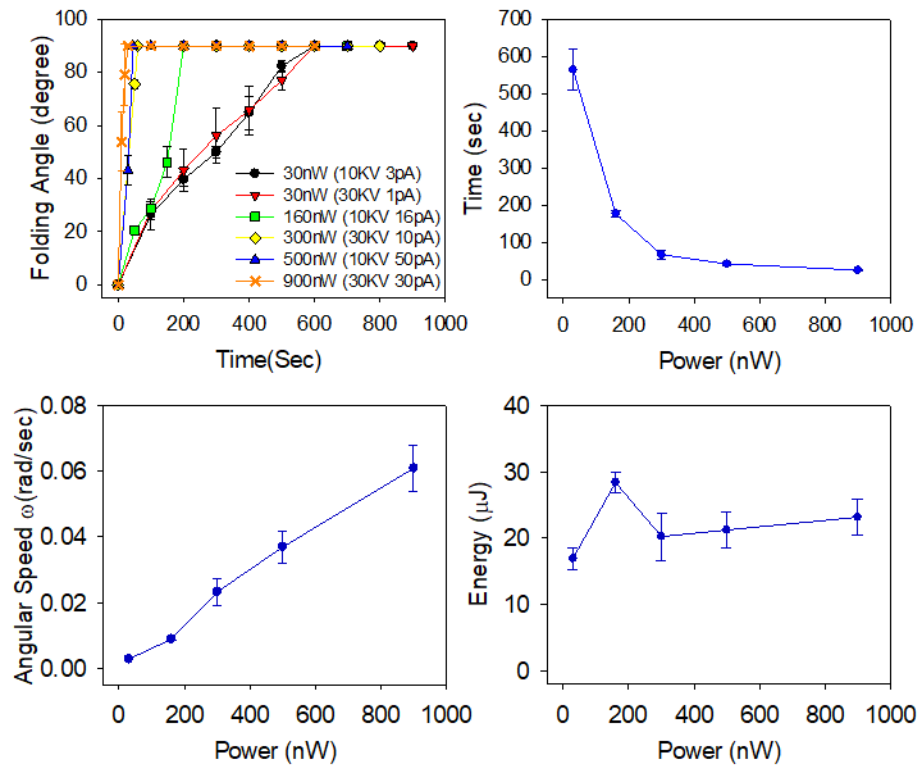 100
80
60
40
20
0
Folding Angle (degree)
30nW (10KV 3pA)
30nW (30KV 1pA)
160nW (10KV 16pA)
300nW (30KV 10pA)
500nW (10KV 50pA)
900nW (30KV 30pA)
0 200 400 600 800 1000
Time(Sec)
700
600
500
400
300
200
100
0
Time (sec)
0 200 400 600 800 1000
Power (nW)
0.08
0.06
0.04
0.02
0.00
Angular Speed ω(rad/sec)
0 200 400 600 800 1000
Power (nW)
40
30
20
10
0
Energy (μJ)
0 200 400 600 800 1000
Power (nW)